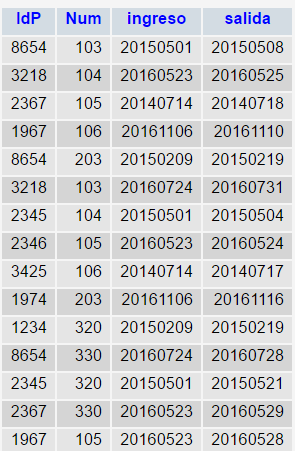 IdP Num ingreso salida
8654 103 20150501 20150508
3218 104 20160523 20160525
2367 105 20140714 20140718
1967 106 20161106 20161110
8654 203 20150209 20150219
3218 103 20160724 20160731
2345 104 20150501 20150504
2346 105 20160523 20160524
3425 106 20140714 20140717
1974 203 20161106 20161116
1234 320 20150209 20150219
8654 330 20160724 20160728
2345 320 20150501 20150521
2367 330 20160523 20160529
1967 105 20160523 20160528